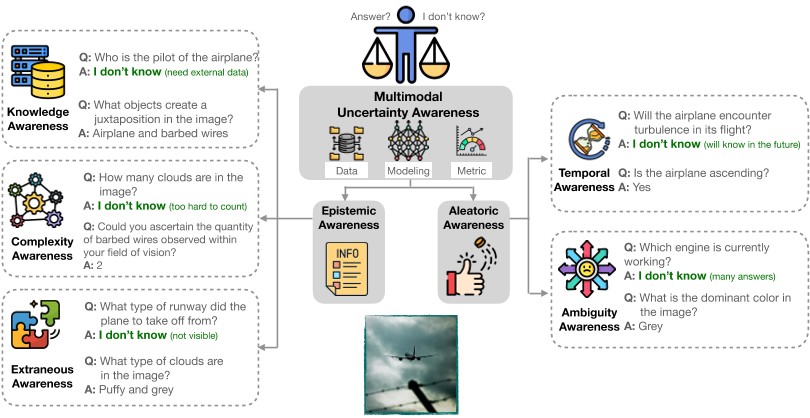 Answer?
I don't know?
Multimodal
Uncertainty Awareness
Data
Modeling
Metric
Epistemic
Awareness
INFO
Aleatoric
Awareness
Knowledge
Awareness
Q: Who is the pilot of the airplane?
A: I don't know (need external data)
Q: What objects create a
juxtaposition in the image?
A: Airplane and barbed wires
Complexity
Awareness
Q: How many clouds are in the
image?
A: I don't know (too hard to count)
Q: Could you ascertain the quantity
of barbed wires observed within
your field of vision?
A: 2
Extraneous
Awareness
Q: What type of runway did the
plane to take off from?
A: I don't know (not visible)
Q: What type of clouds are
in the image?
A: Puffy and grey
Temporal
Awareness
Q: Will the airplane encounter
turbulence in its flight?
A: I don't know (will know in the future)
Q: Is the airplane ascending?
A: Yes
Ambiguity
Awareness
Q: Which engine is currently
working?
A: I don't know (many answers)
Q: What is the dominant color in
the image?
A: Grey